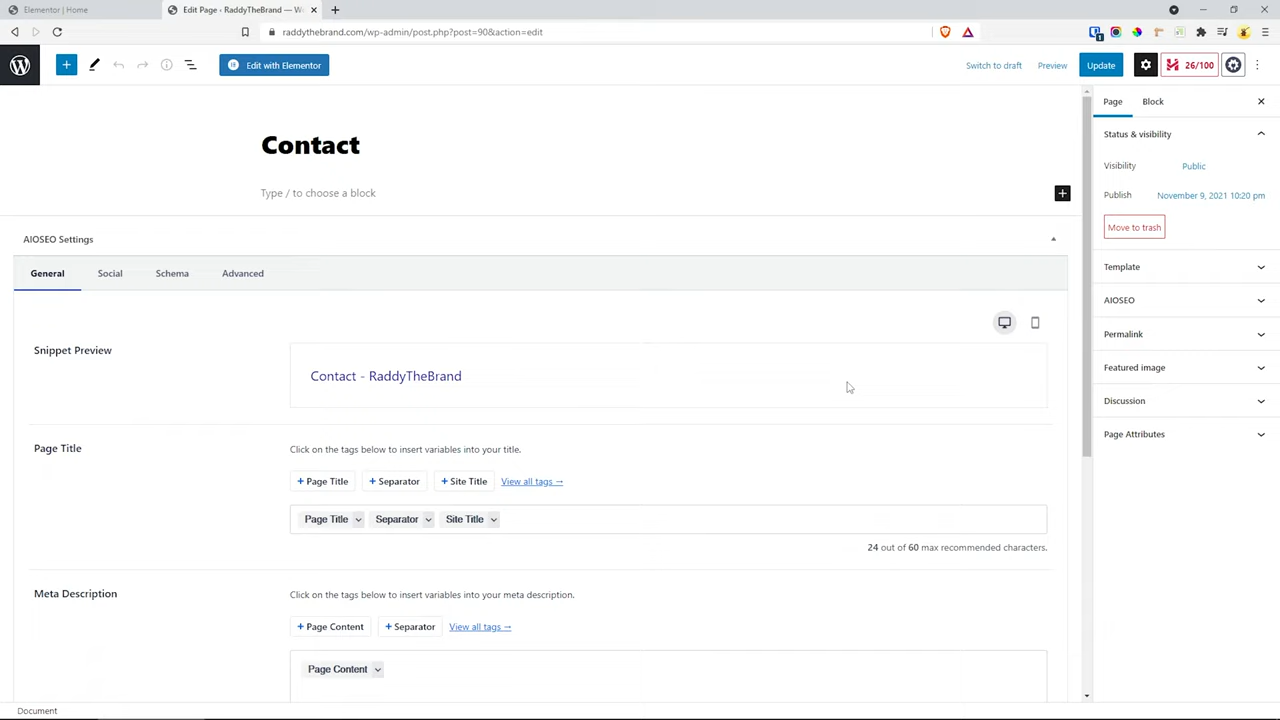 Elementor | Home
Edit Page ‹ RaddyTheBrand — Wo
raddythebrand.com/wp-admin/post.php?post=90&action=edit
Edit with Elementor
Switch to draft
Preview
Update
26/100
Contact
Type / to choose a block
Page
Block
Status & visibility
Visibility
Public
Publish
November 9, 2021 10:20 pm
Move to trash
Template
AIOSEO
Permalink
Featured image
Discussion
Page Attributes
AIOSEO Settings
General
Social
Schema
Advanced
Snippet Preview
Contact - RaddyTheBrand
Page Title
Click on the tags below to insert variables into your title.
+ Page Title
+ Separator
+ Site Title
View all tags →
Page Title
Separator
Site Title
24 out of 60 max recommended characters.
Meta Description
Click on the tags below to insert variables into your meta description.
+ Page Content
+ Separator
View all tags →
Page Content
Document